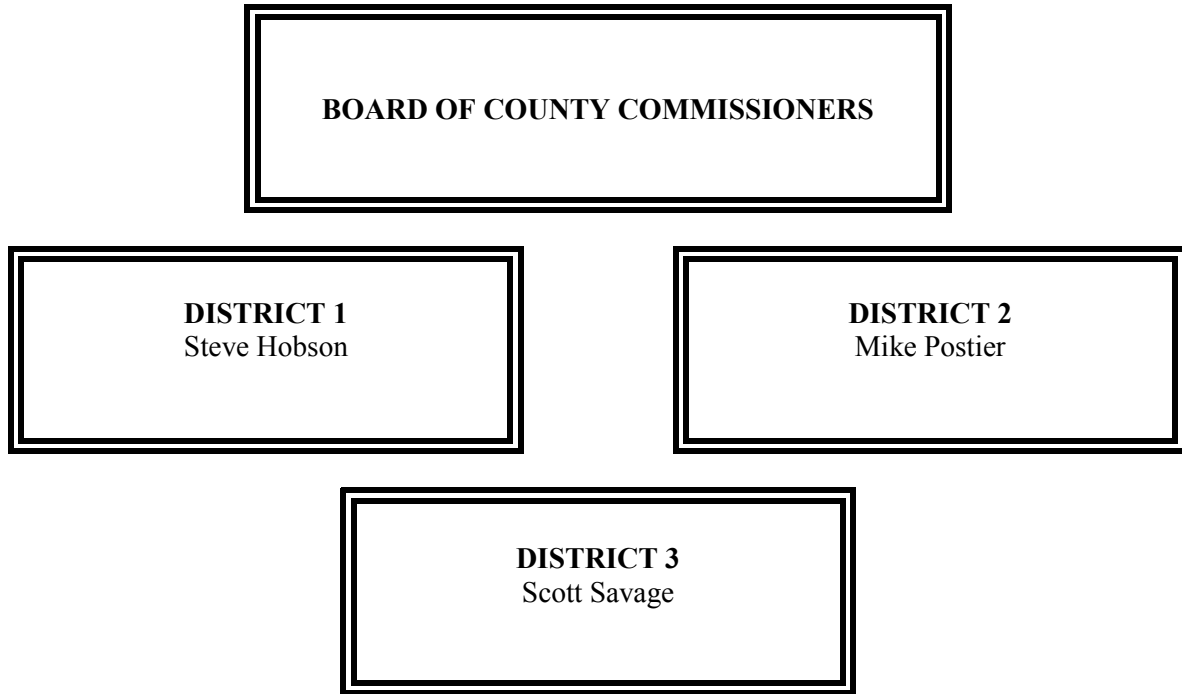 BOARD OF COUNTY COMMISSIONERS
DISTRICT 1
Steve Hobson
DISTRICT 2
Mike Postier
DISTRICT 3
Scott Savage